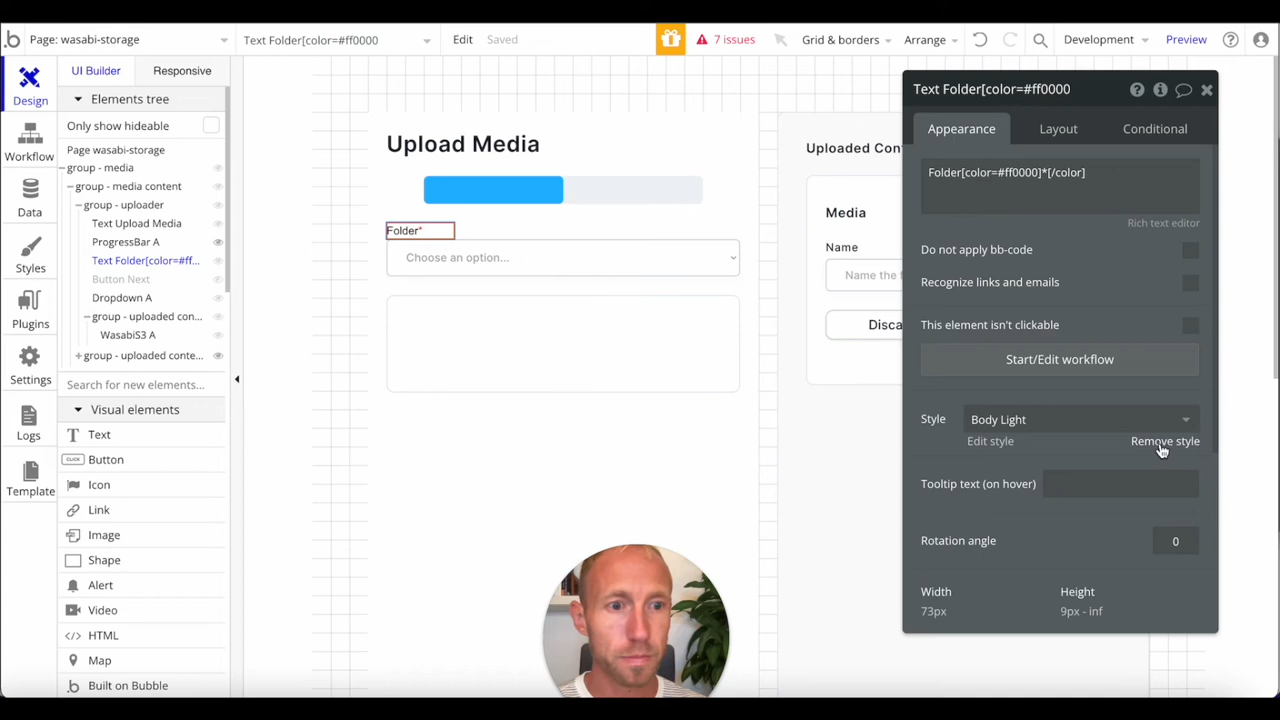 Page: wasabi-storage
Text Folder[color=#ff0000
Edit
Saved
7 issues
Grid & borders
Arrange
Development
Preview
Design
Workflow
Data
Styles
Plugins
Settings
Logs
Template
UI Builder
Responsive
Elements tree
Only show hideable
Page wasabi-storage
group - media
group - media content
group - uploader
Text Upload Media
ProgressBar A
Text Folder[color=#ff...
Button Next
Dropdown A
group - uploaded con...
WasabiS3 A
group - uploaded conte...
Search for new elements...
Visual elements
Text
CLICK
Button
Icon
Link
Image
Shape
Alert
Video
</> HTML
Map
Built on Bubble
Upload Media
Folder*
Choose an option...
Uploaded Con
Media
Name
Name the f
Disca
Text Folder[color=#ff0000
Appearance
Layout
Conditional
Folder[color=#ff0000]*[/color]
Rich text editor
Do not apply bb-code
Recognize links and emails
This element isn't clickable
Start/Edit workflow
Style
Body Light
Edit style
Remove style
Tooltip text (on hover)
Rotation angle
0
Width
Height
73px
9px - inf